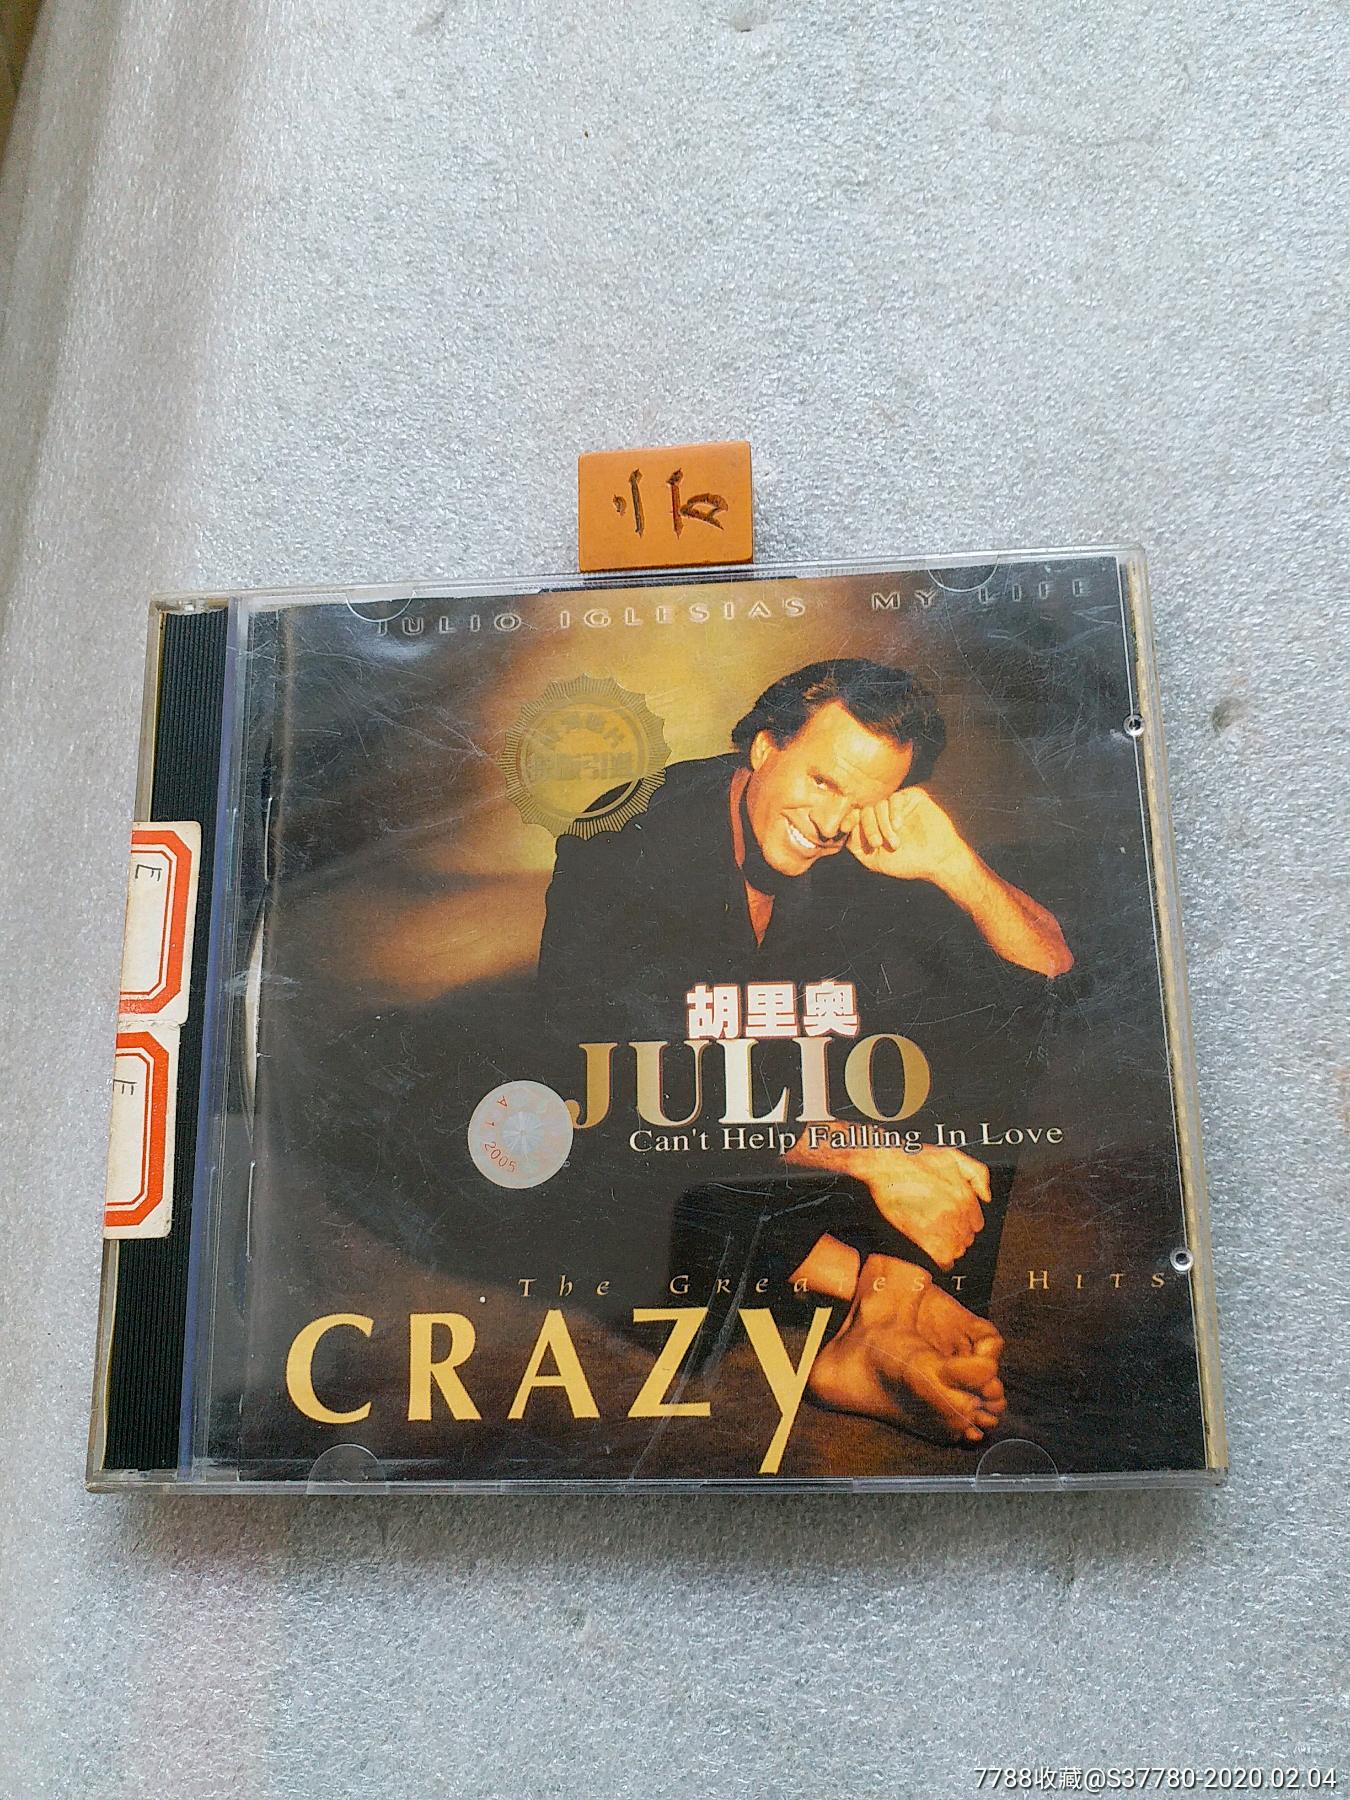 JULIO IGLESIAS MY LIFE
胡里奥
JULIO
Can't Help Falling In Love
A 1 2005
The Greatest Hits
CRAZY
E
E
7788收藏@S37780-2020.02.04